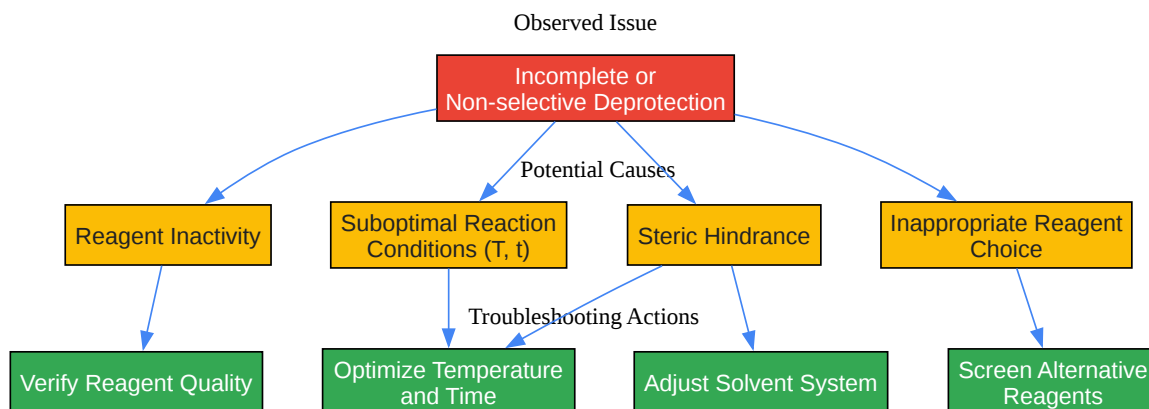 Observed Issue
Incomplete or
Non-selective Deprotection
Potential Causes
Reagent Inactivity
Suboptimal Reaction
Conditions (T, t)
Steric Hindrance
Inappropriate Reagent
Choice
Troubleshooting Actions
Verify Reagent Quality
Optimize Temperature
and Time
Adjust Solvent System
Screen Alternative
Reagents